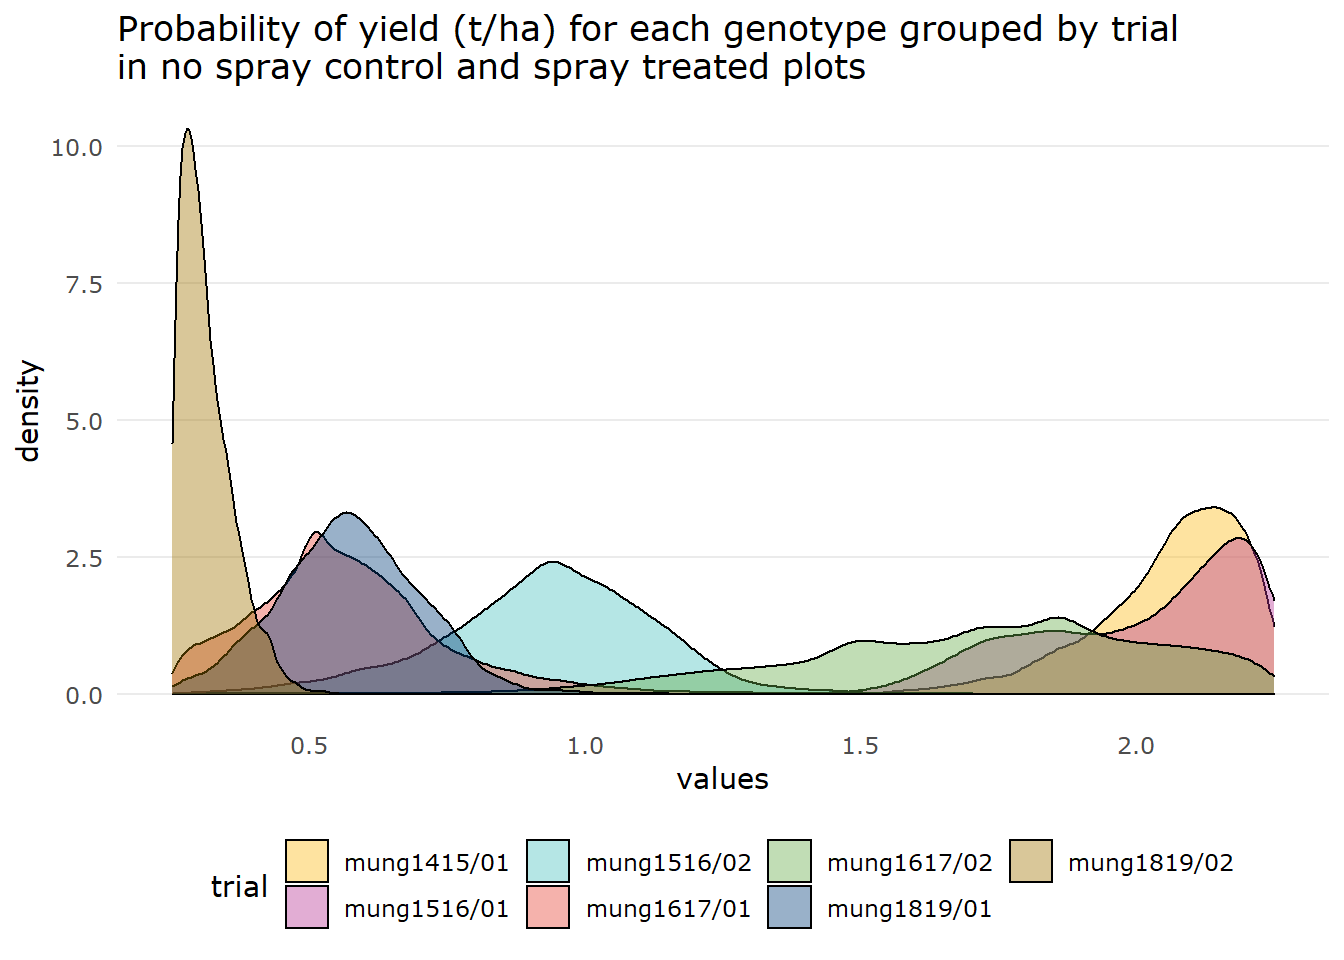 Probability of yield (t/ha) for each genotype grouped by trial
in no spray control and spray treated plots
10.0
7.5
5.0
2.5
0.0
density
0.5 1.0 1.5 2.0
values
trial
mung1415/01 mung1516/02 mung1617/02 mung1819/02
mung1516/01 mung1617/01 mung1819/01